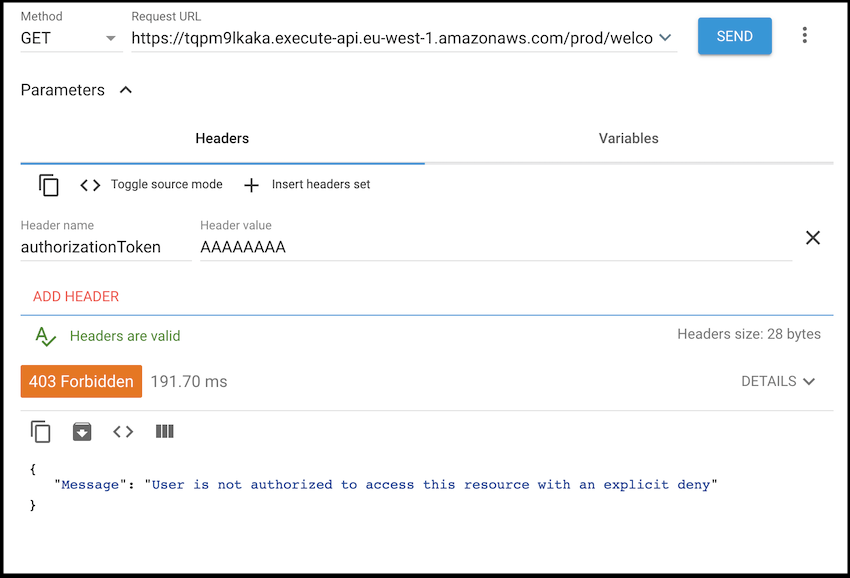 Method Request URL
GET https://tqpm9lkaka.execute-api.eu-west-1.amazonaws.com/prod/welco SEND
Parameters
Headers Variables
Toggle source mode Insert headers set
Header name Header value
authorizationToken AAAAAAAA
ADD HEADER
Headers are valid Headers size: 28 bytes
403 Forbidden 191.70 ms DETAILS
{
"Message": "User is not authorized to access this resource with an explicit deny"
}